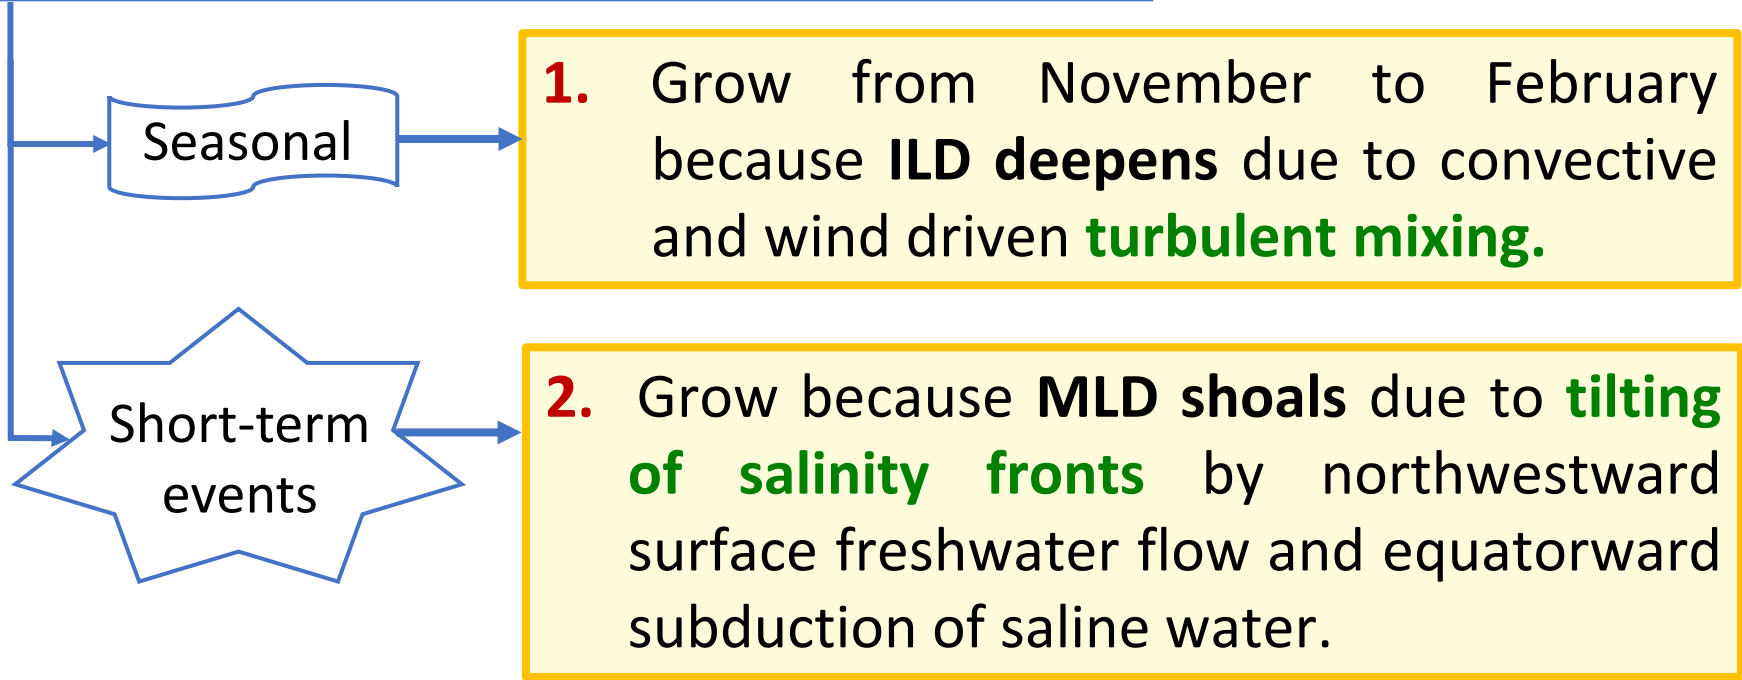 Seasonal
1. Grow from November to February
because ILD deepens due to convective
and wind driven turbulent mixing.
Short-term
events
2. Grow because MLD shoals due to tilting
of salinity fronts by northwestward
surface freshwater flow and equatorward
subduction of saline water.